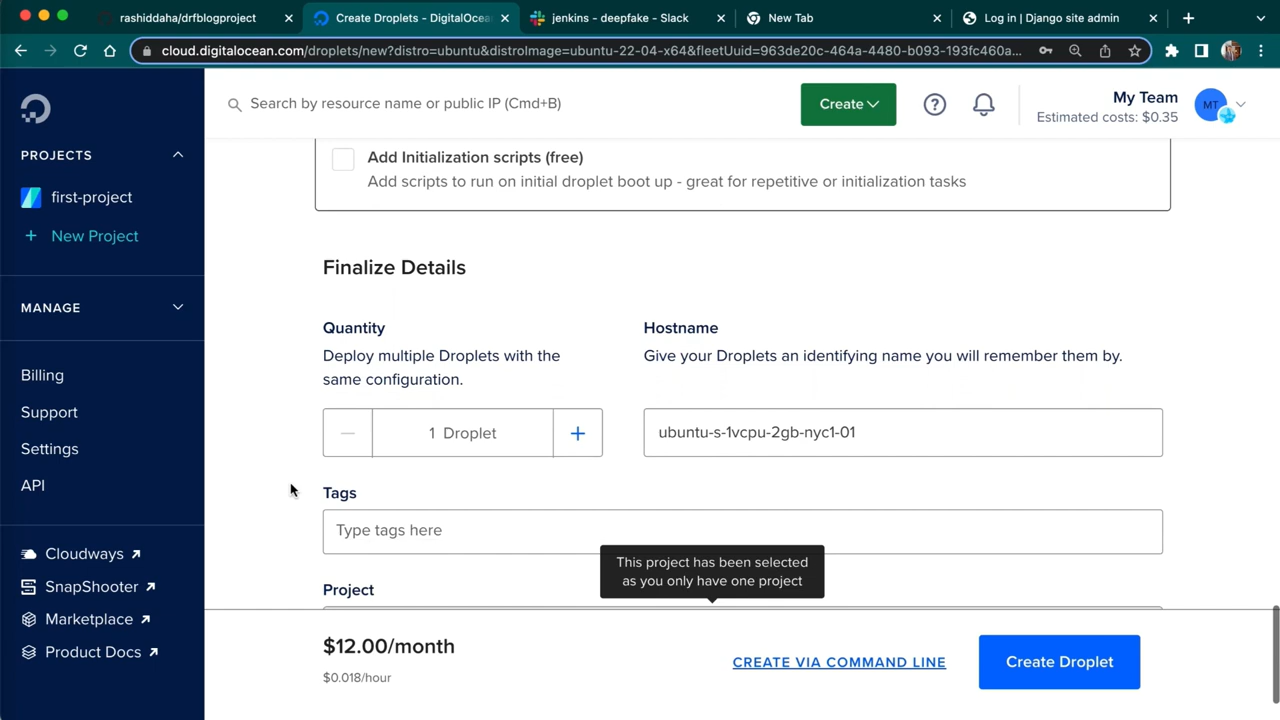 rashiddaha/drfblogproject
Create Droplets - DigitalOcea
jenkins - deepfake - Slack
New Tab
Log in | Django site admin
cloud.digitalocean.com/droplets/new?distro=ubuntu&distroImage=ubuntu-22-04-x64&fleetUuid=963de20c-464a-4480-b093-193fc460a...
Search by resource name or public IP (Cmd+B)
Create
My Team
Estimated costs: $0.35
MT
PROJECTS
first-project
+ New Project
MANAGE
Billing
Support
Settings
API
Cloudways
SnapShooter
Marketplace
Product Docs
Add Initialization scripts (free)
Add scripts to run on initial droplet boot up - great for repetitive or initialization tasks
Finalize Details
Quantity
Deploy multiple Droplets with the
same configuration.
1 Droplet
Hostname
Give your Droplets an identifying name you will remember them by.
ubuntu-s-1vcpu-2gb-nyc1-01
Tags
Type tags here
This project has been selected
as you only have one project
Project
$12.00/month
$0.018/hour
CREATE VIA COMMAND LINE
Create Droplet